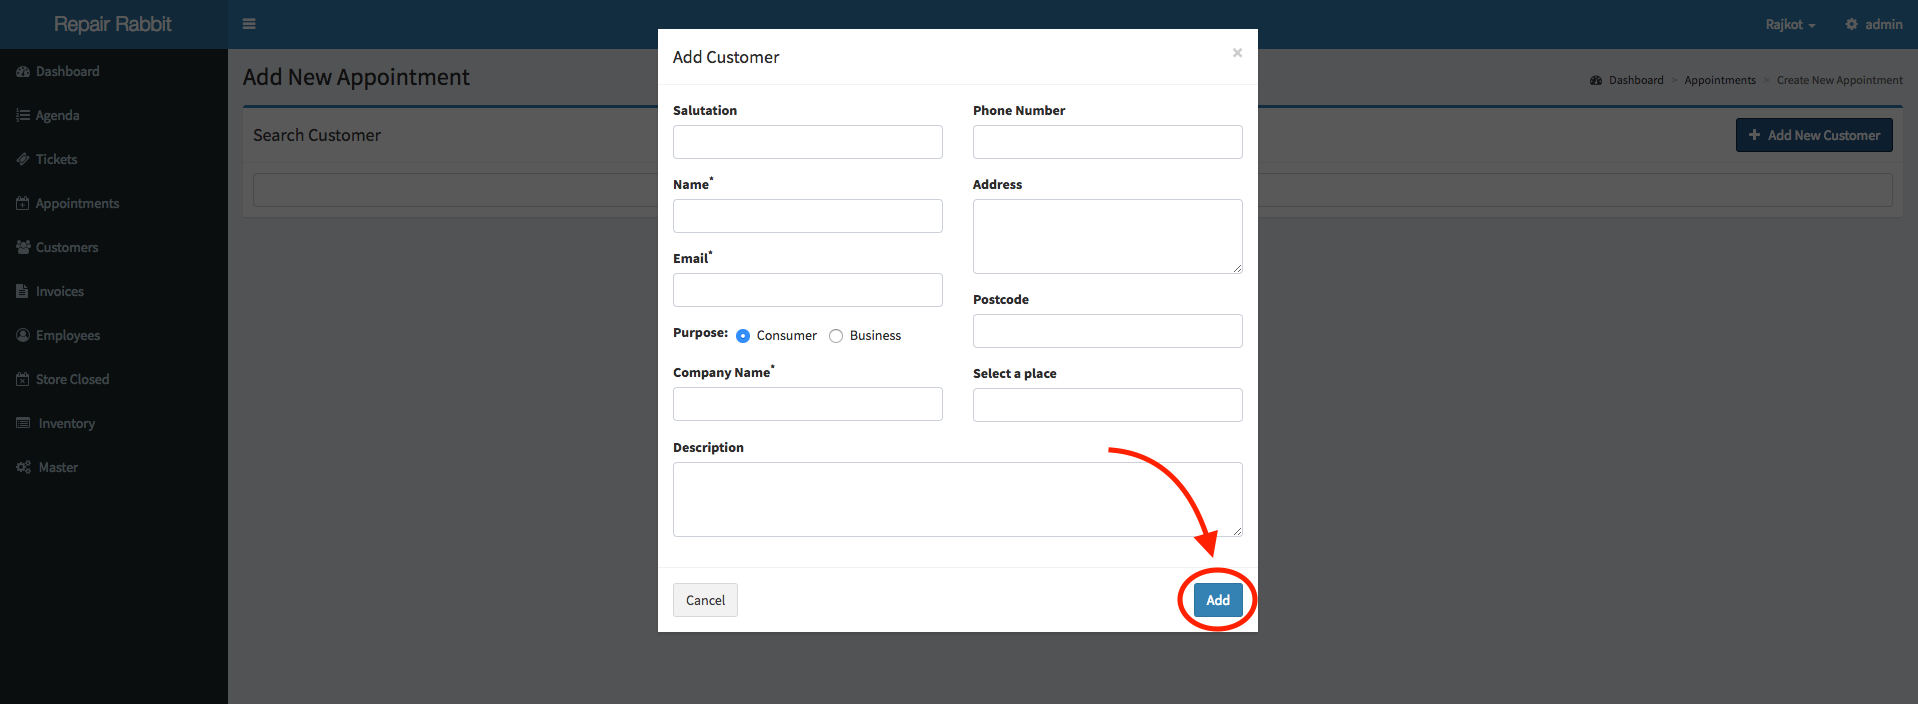 Repair Rabbit
Rajkot
admin
Dashboard
Agenda
Tickets
Appointments
Customers
Invoices
Employees
Store Closed
Inventory
Master
Add New Appointment
Dashboard > Appointments > Create New Appointment
Search Customer
+ Add New Customer
Add Customer ×
Salutation
Name*
Email*
Purpose: Consumer Business
Company Name*
Phone Number
Address
Postcode
Select a place
Description
Cancel
Add